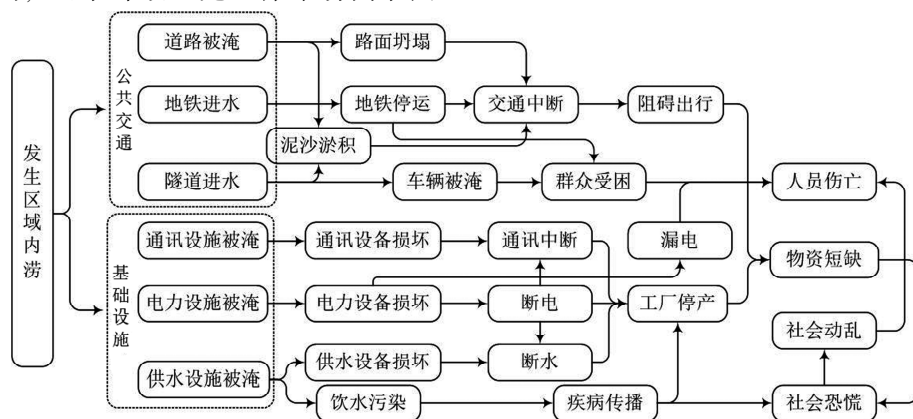 道路被淹
路面坍塌
公共交通
地铁进水
地铁停运
交通中断
阻碍出行
泥沙淤积
隧道进水
车辆被淹
群众受困
人员伤亡
发生区域内涝
通讯设施被淹
通讯设备损坏
通讯中断
漏电
物资短缺
基础设施
电力设施被淹
电力设备损坏
断电
工厂停产
社会动乱
供水设施被淹
供水设备损坏
断水
饮水污染
疾病传播
社会恐慌